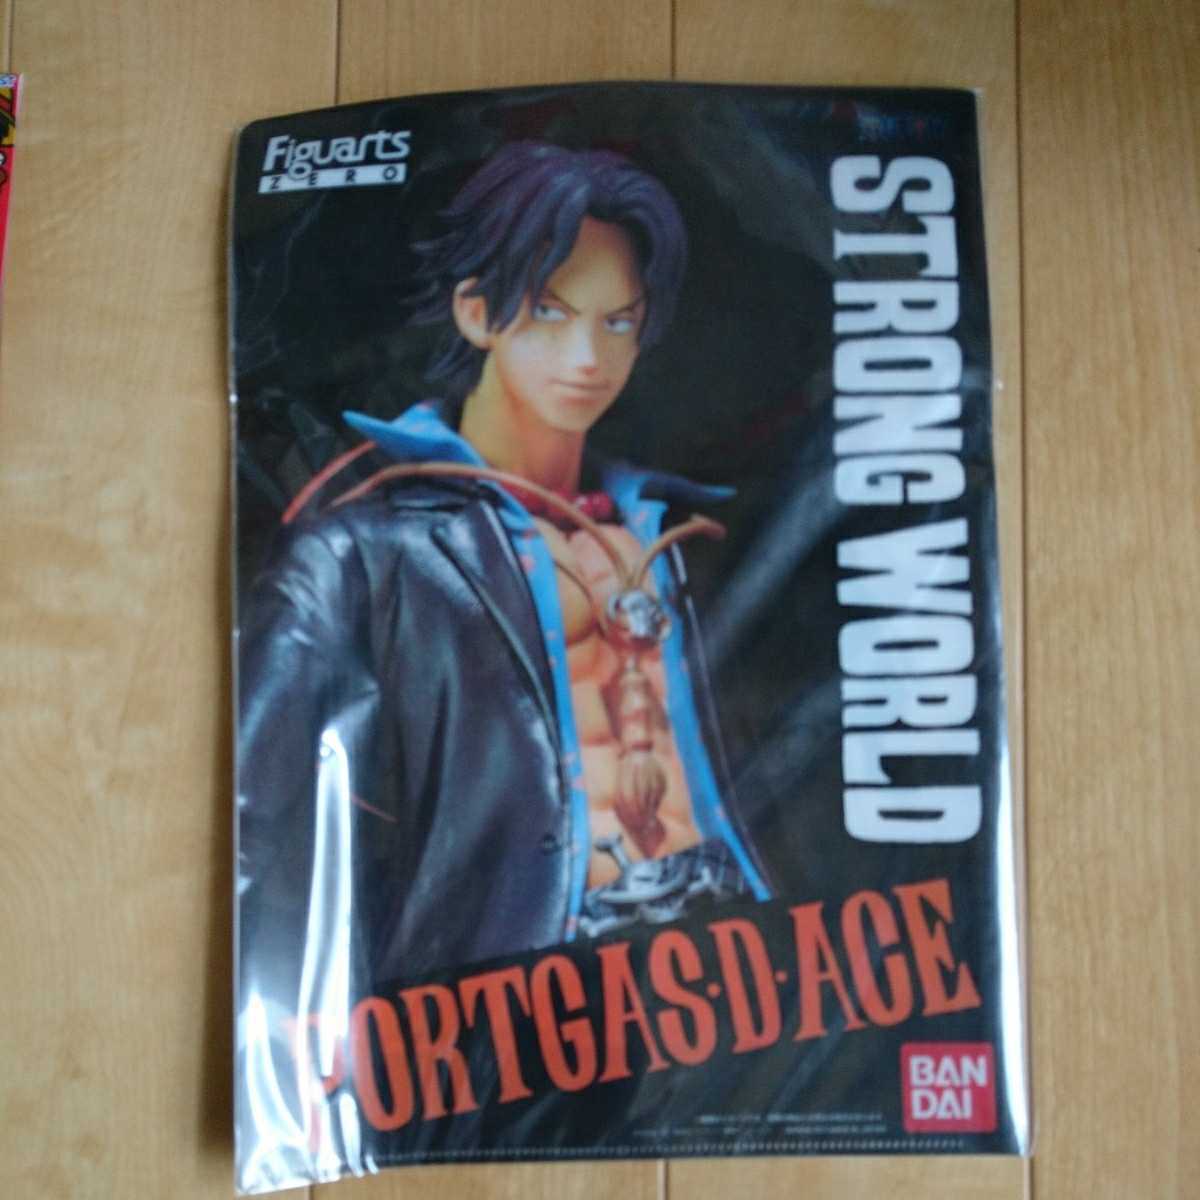 Figuarts
ZERO
STRONG WORLD
PORTGAS·D·ACE
BAN
DAI